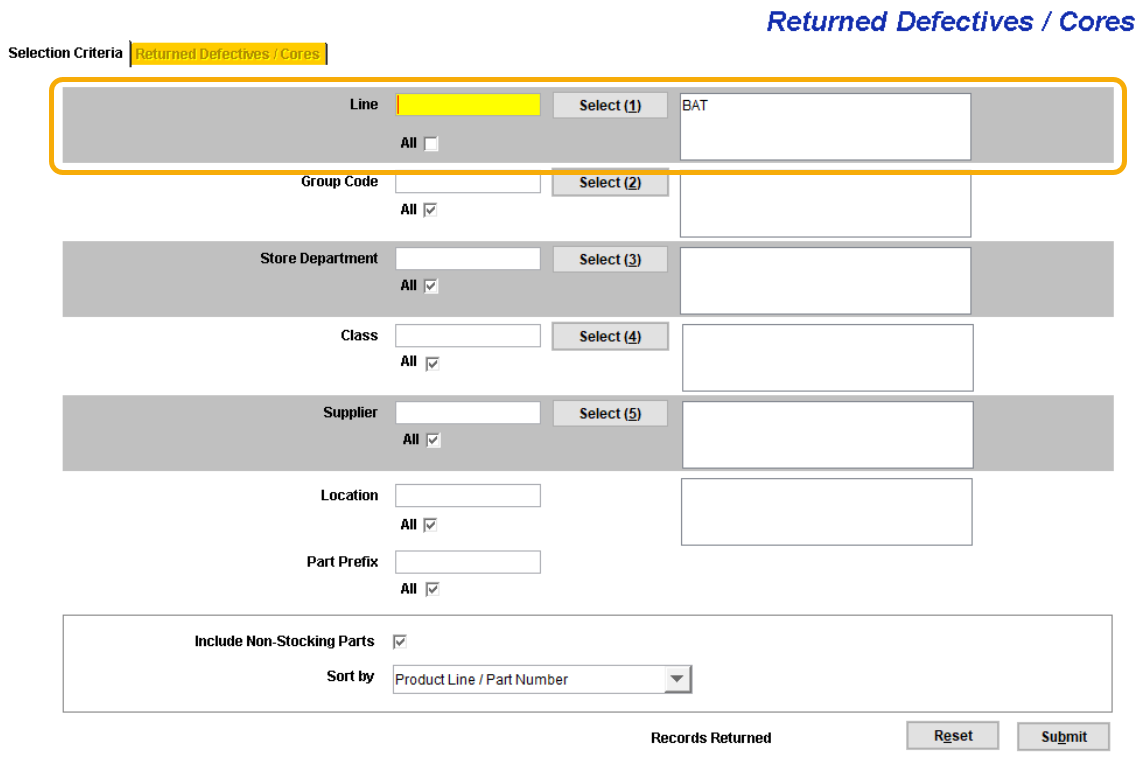 Returned Defectives / Cores
Selection Criteria Returned Defectives / Cores
Line Select (1) BAT
All
Group Code Select (2)
All
Store Department Select (3)
All
Class Select (4)
All
Supplier Select (5)
All
Location
All
Part Prefix
All
Include Non-Stocking Parts
Sort by Product Line / Part Number
Records Returned Reset Submit